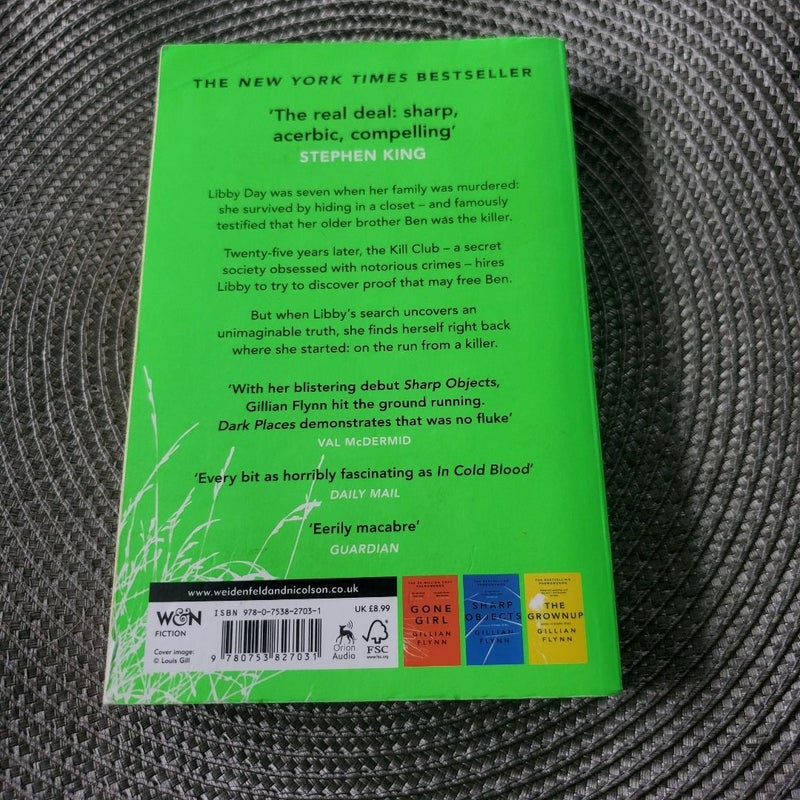 THE NEW YORK TIMES BESTSELLER
'The real deal: sharp,
acerbic, compelling'
STEPHEN KING
Libby Day was seven when her family was murdered:
she survived by hiding in a closet – and famously
testified that her older brother Ben was the killer.
Twenty-five years later, the Kill Club – a secret
society obsessed with notorious crimes – hires
Libby to try to discover proof that may free Ben.
But when Libby's search uncovers an
unimaginable truth, she finds herself right back
where she started: on the run from a killer.
'With her blistering debut Sharp Objects,
Gillian Flynn hit the ground running.
Dark Places demonstrates that was no fluke'
VAL McDERMID
'Every bit as horribly fascinating as In Cold Blood'
DAILY MAIL
'Eerily macabre'
GUARDIAN
www.weidenfeldandnicolson.co.uk
W&N
FICTION
Cover image:
© Louis Gill
ISBN 978-0-7538-2703-1
9 780753 827031
UK £8.99
Orion
Audio
FSC
www.fsc.org
GONE
GIRL
GILLIAN
FLYNN
SHARP
OBJECTS
GILLIAN
FLYNN
THE
GROWNUP
GILLIAN
FLYNN